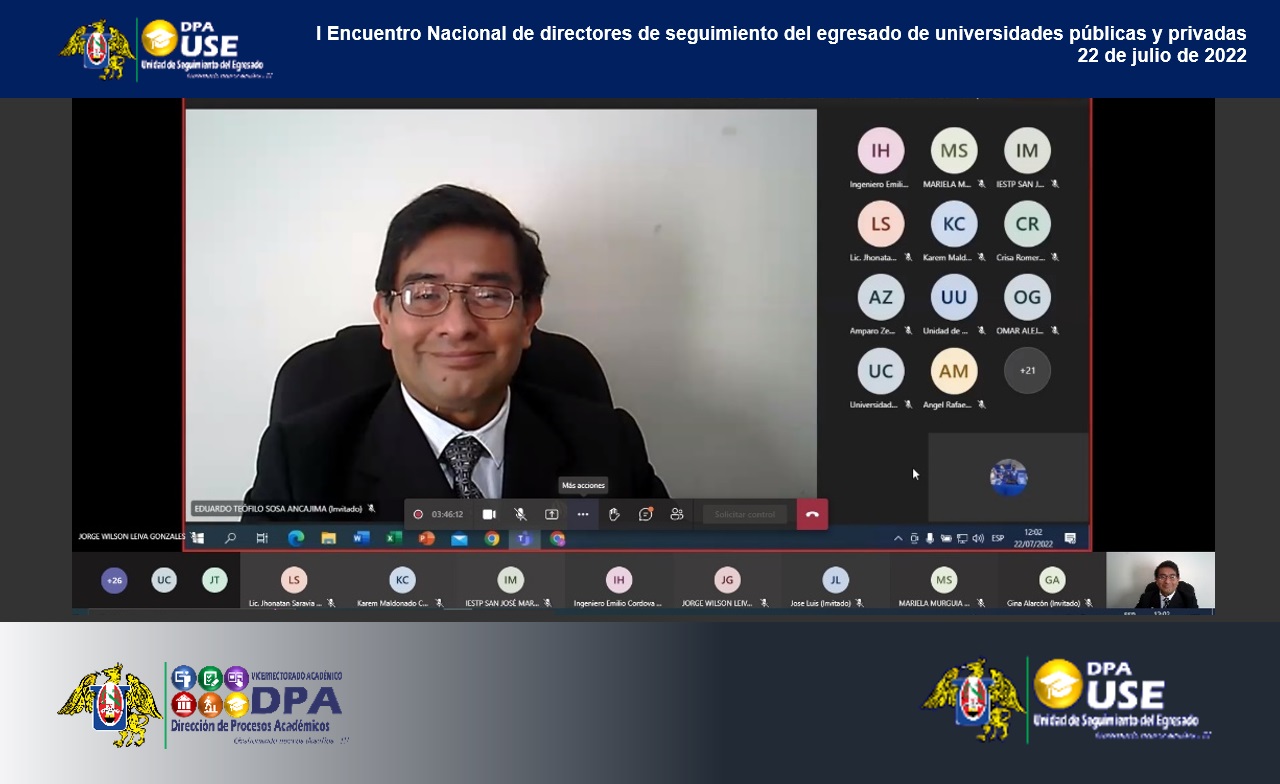 DPA
USE
Unidad de Seguimiento del Egresado
I Encuentro Nacional de directores de seguimiento del egresado de universidades públicas y privadas
22 de julio de 2022
IH
MS
IM
Ingeniero Emili...
MARIELA M...
IESTP SAN J...
LS
KC
CR
Lic. Jhonata...
Karem Mald...
Crisa Romer...
AZ
UU
OG
Amparo Ze...
Unidad de ...
OMAR ALEJ...
UC
AM
+21
Universidad...
Angel Rafae...
Más acciones
EDUARDO TEÓFILO SOSA ANCAJIMA (Invitado)
03:46:12
Solicitar control
JORGE WILSON LEIVA GONZALES
ESP
12:02
22/07/2022
+26
UC
JT
LS
KC
IM
IH
JG
JL
MS
GA
Lic. Jhonatan Saravia ...
Karem Maldonado C...
IESTP SAN JOSÉ MAR...
Ingeniero Emilio Cordova ...
JORGE WILSON LEIV...
Jose Luis (Invitado)
MARIELA MURGUIA ...
Gina Alarcón (Invitado)
VICERRECTORADO ACADÉMICO
DPA
Dirección de Procesos Académicos
DPA
USE
Unidad de Seguimiento del Egresado